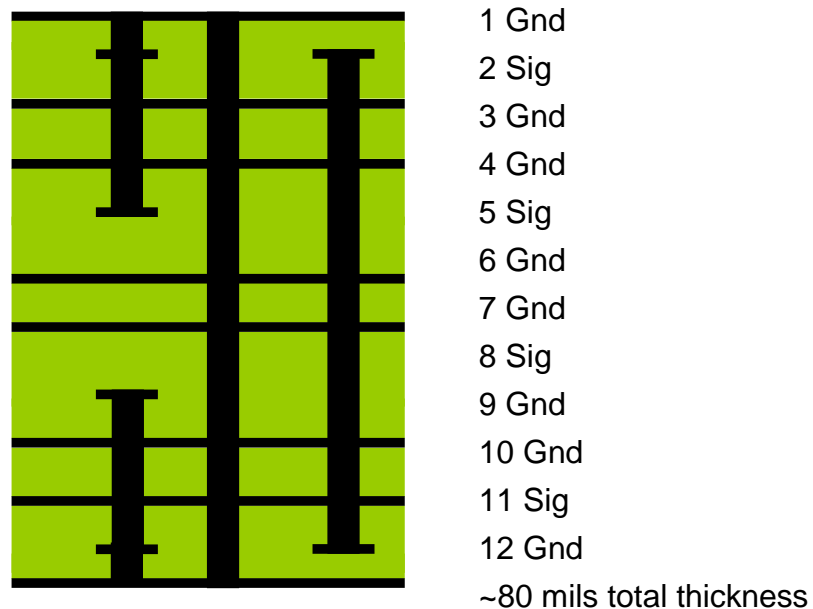 1 Gnd
2 Sig
3 Gnd
4 Gnd
5 Sig
6 Gnd
7 Gnd
8 Sig
9 Gnd
10 Gnd
11 Sig
12 Gnd
~80 mils total thickness